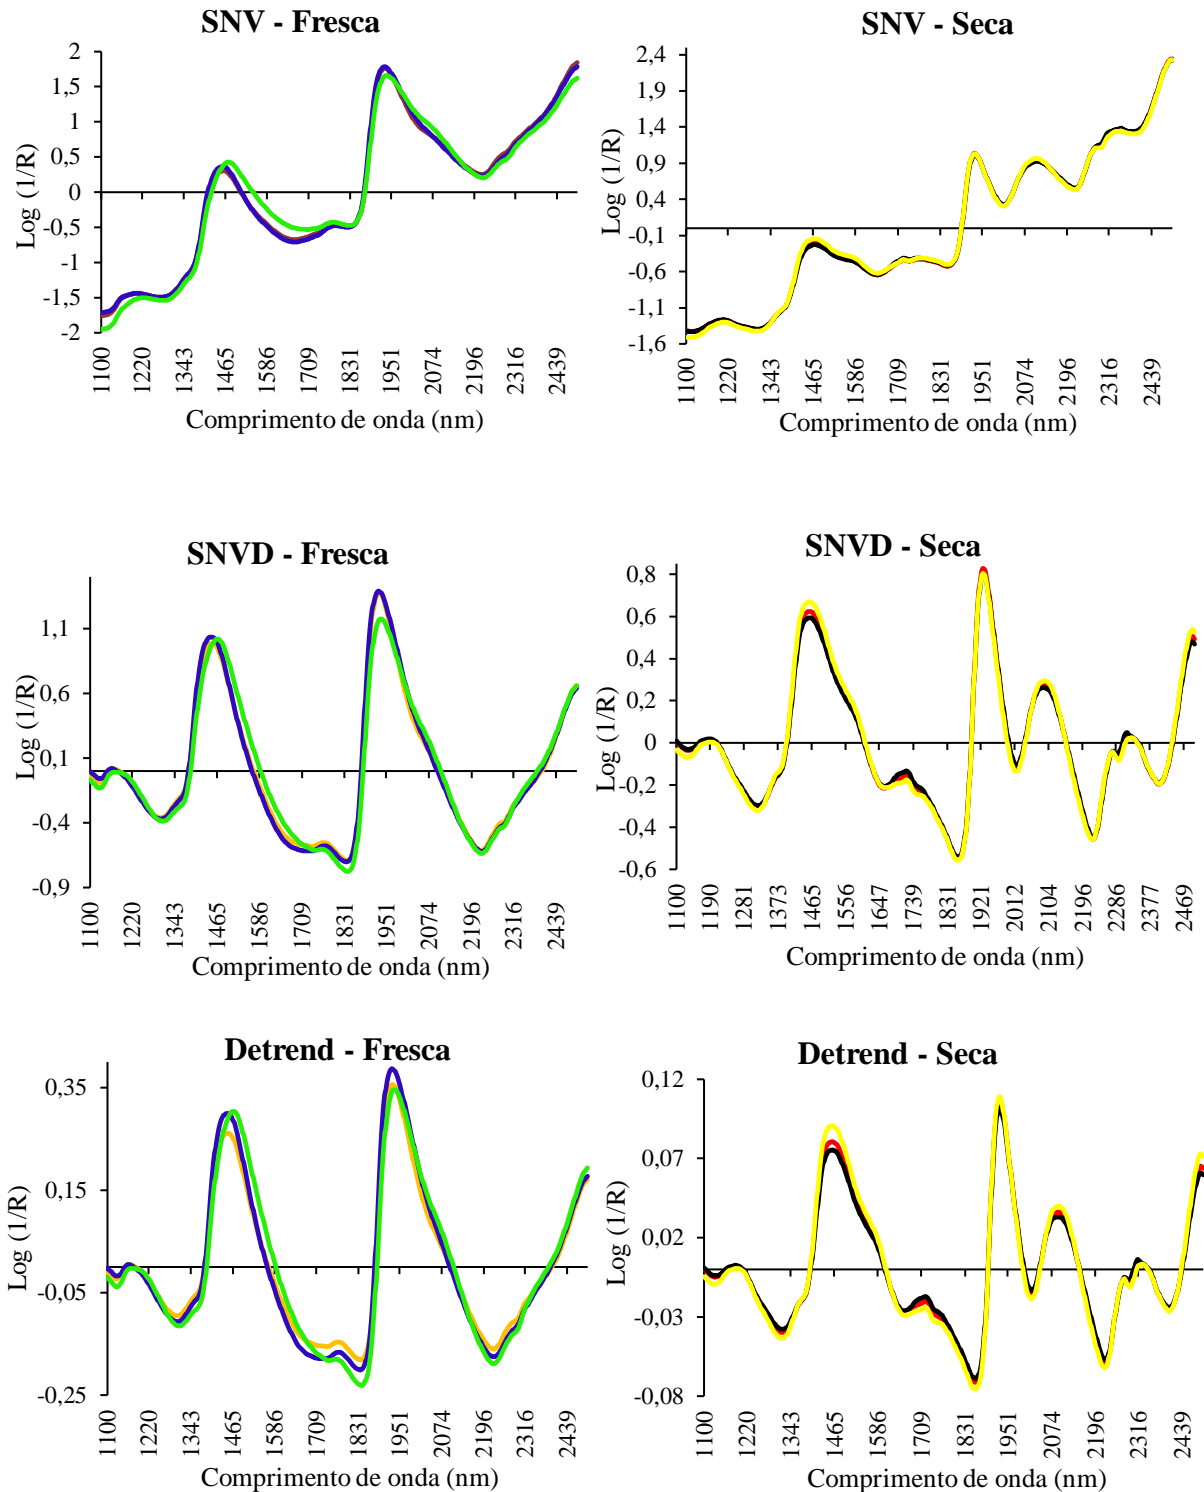 SNV - Fresca
Log (1/R)
2
1,5
1
0,5
0
-0,5
-1
-1,5
-2
1100 1220 1343 1465 1586 1709 1831 1951 2074 2196 2316 2439
Comprimento de onda (nm)
SNV - Seca
Log (1/R)
2,4
1,9
1,4
0,9
0,4
-0,1
-0,6
-1,1
-1,6
1100 1220 1343 1465 1586 1709 1831 1951 2074 2196 2316 2439
Comprimento de onda (nm)
SNVD - Fresca
Log (1/R)
1,1
0,6
0,1
-0,4
-0,9
1100 1220 1343 1465 1586 1709 1831 1951 2074 2196 2316 2439
Comprimento de onda (nm)
SNVD - Seca
Log (1/R)
0,8
0,6
0,4
0,2
0
-0,2
-0,4
-0,6
1100 1190 1281 1373 1465 1556 1647 1739 1831 1921 2012 2104 2196 2286 2377 2469
Comprimento de onda (nm)
Detrend - Fresca
Log (1/R)
0,35
0,15
-0,05
-0,25
1100 1220 1343 1465 1586 1709 1831 1951 2074 2196 2316 2439
Comprimento de onda (nm)
Detrend - Seca
Log (1/R)
0,12
0,07
0,02
-0,03
-0,08
1100 1220 1343 1465 1586 1709 1831 1951 2074 2196 2316 2439
Comprimento de onda (nm)